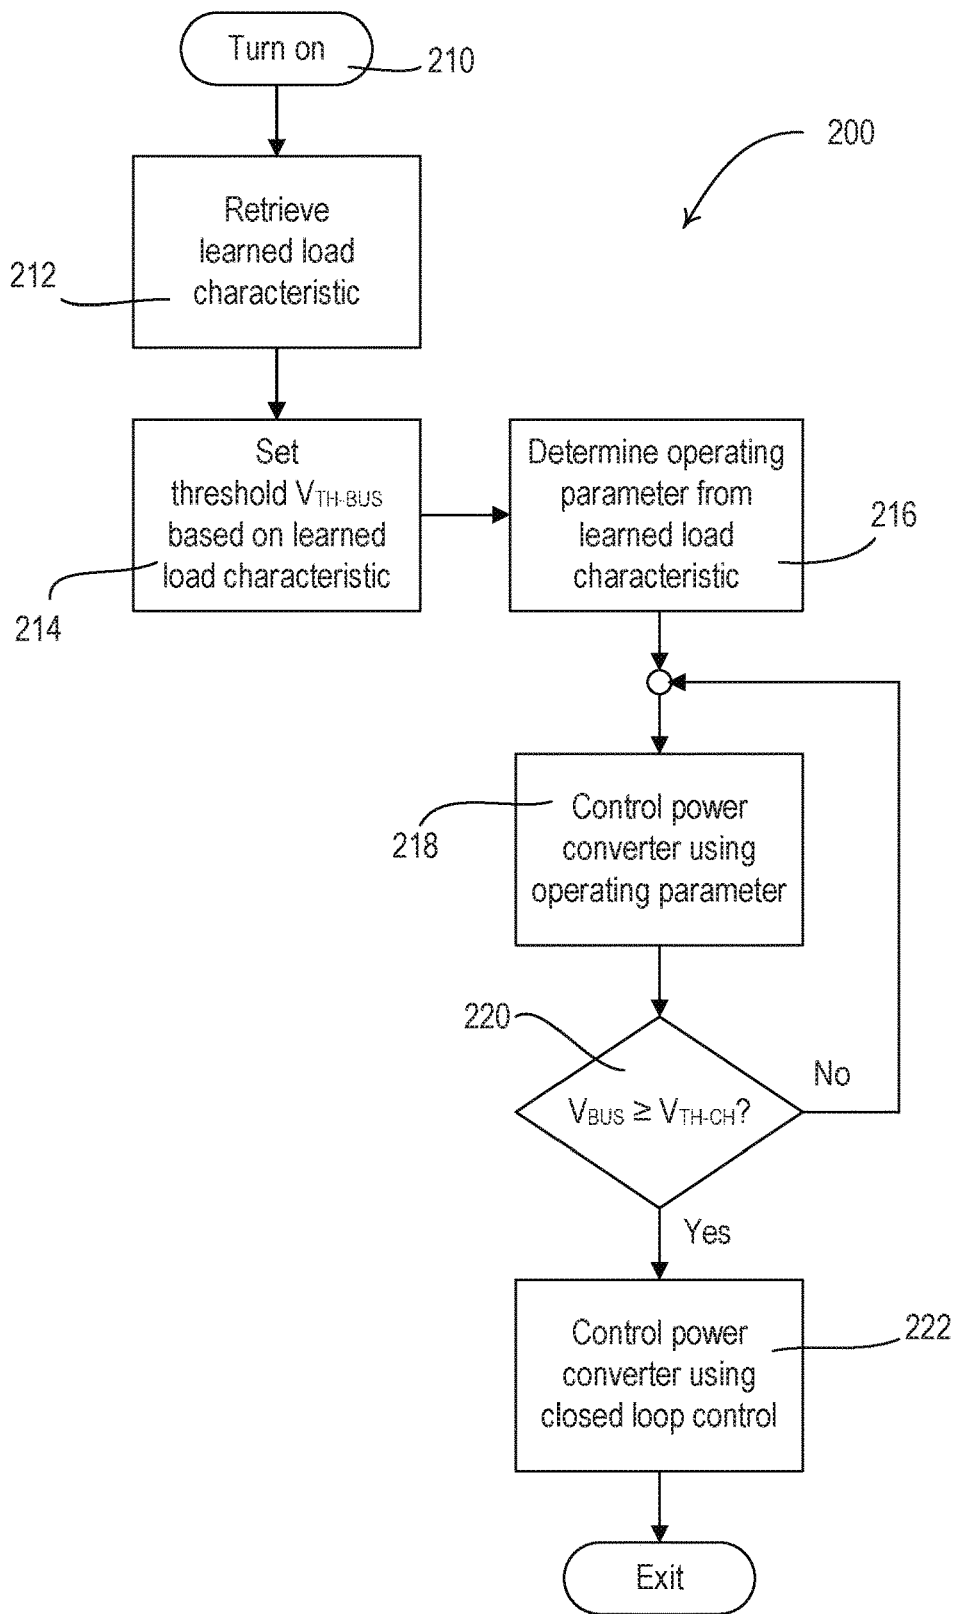 Turn on
210
200
Retrieve
learned load
characteristic
212
Set
threshold VTH-BUS
based on learned
load characteristic
214
Determine operating
parameter from
learned load
characteristic
216
Control power
converter using
operating parameter
218
220
VBUS ≥ VTH-CH?
No
Yes
Control power
converter using
closed loop control
222
Exit